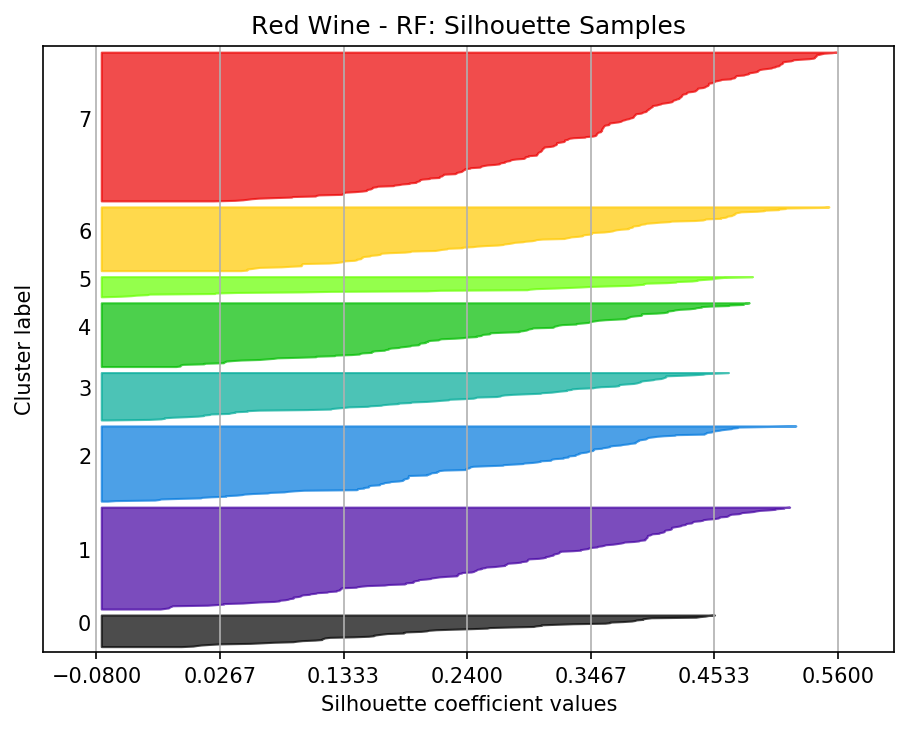 Red Wine - RF: Silhouette Samples
Cluster label
7
6
5
4
3
2
1
0
−0.0800 0.0267 0.1333 0.2400 0.3467 0.4533 0.5600
Silhouette coefficient values